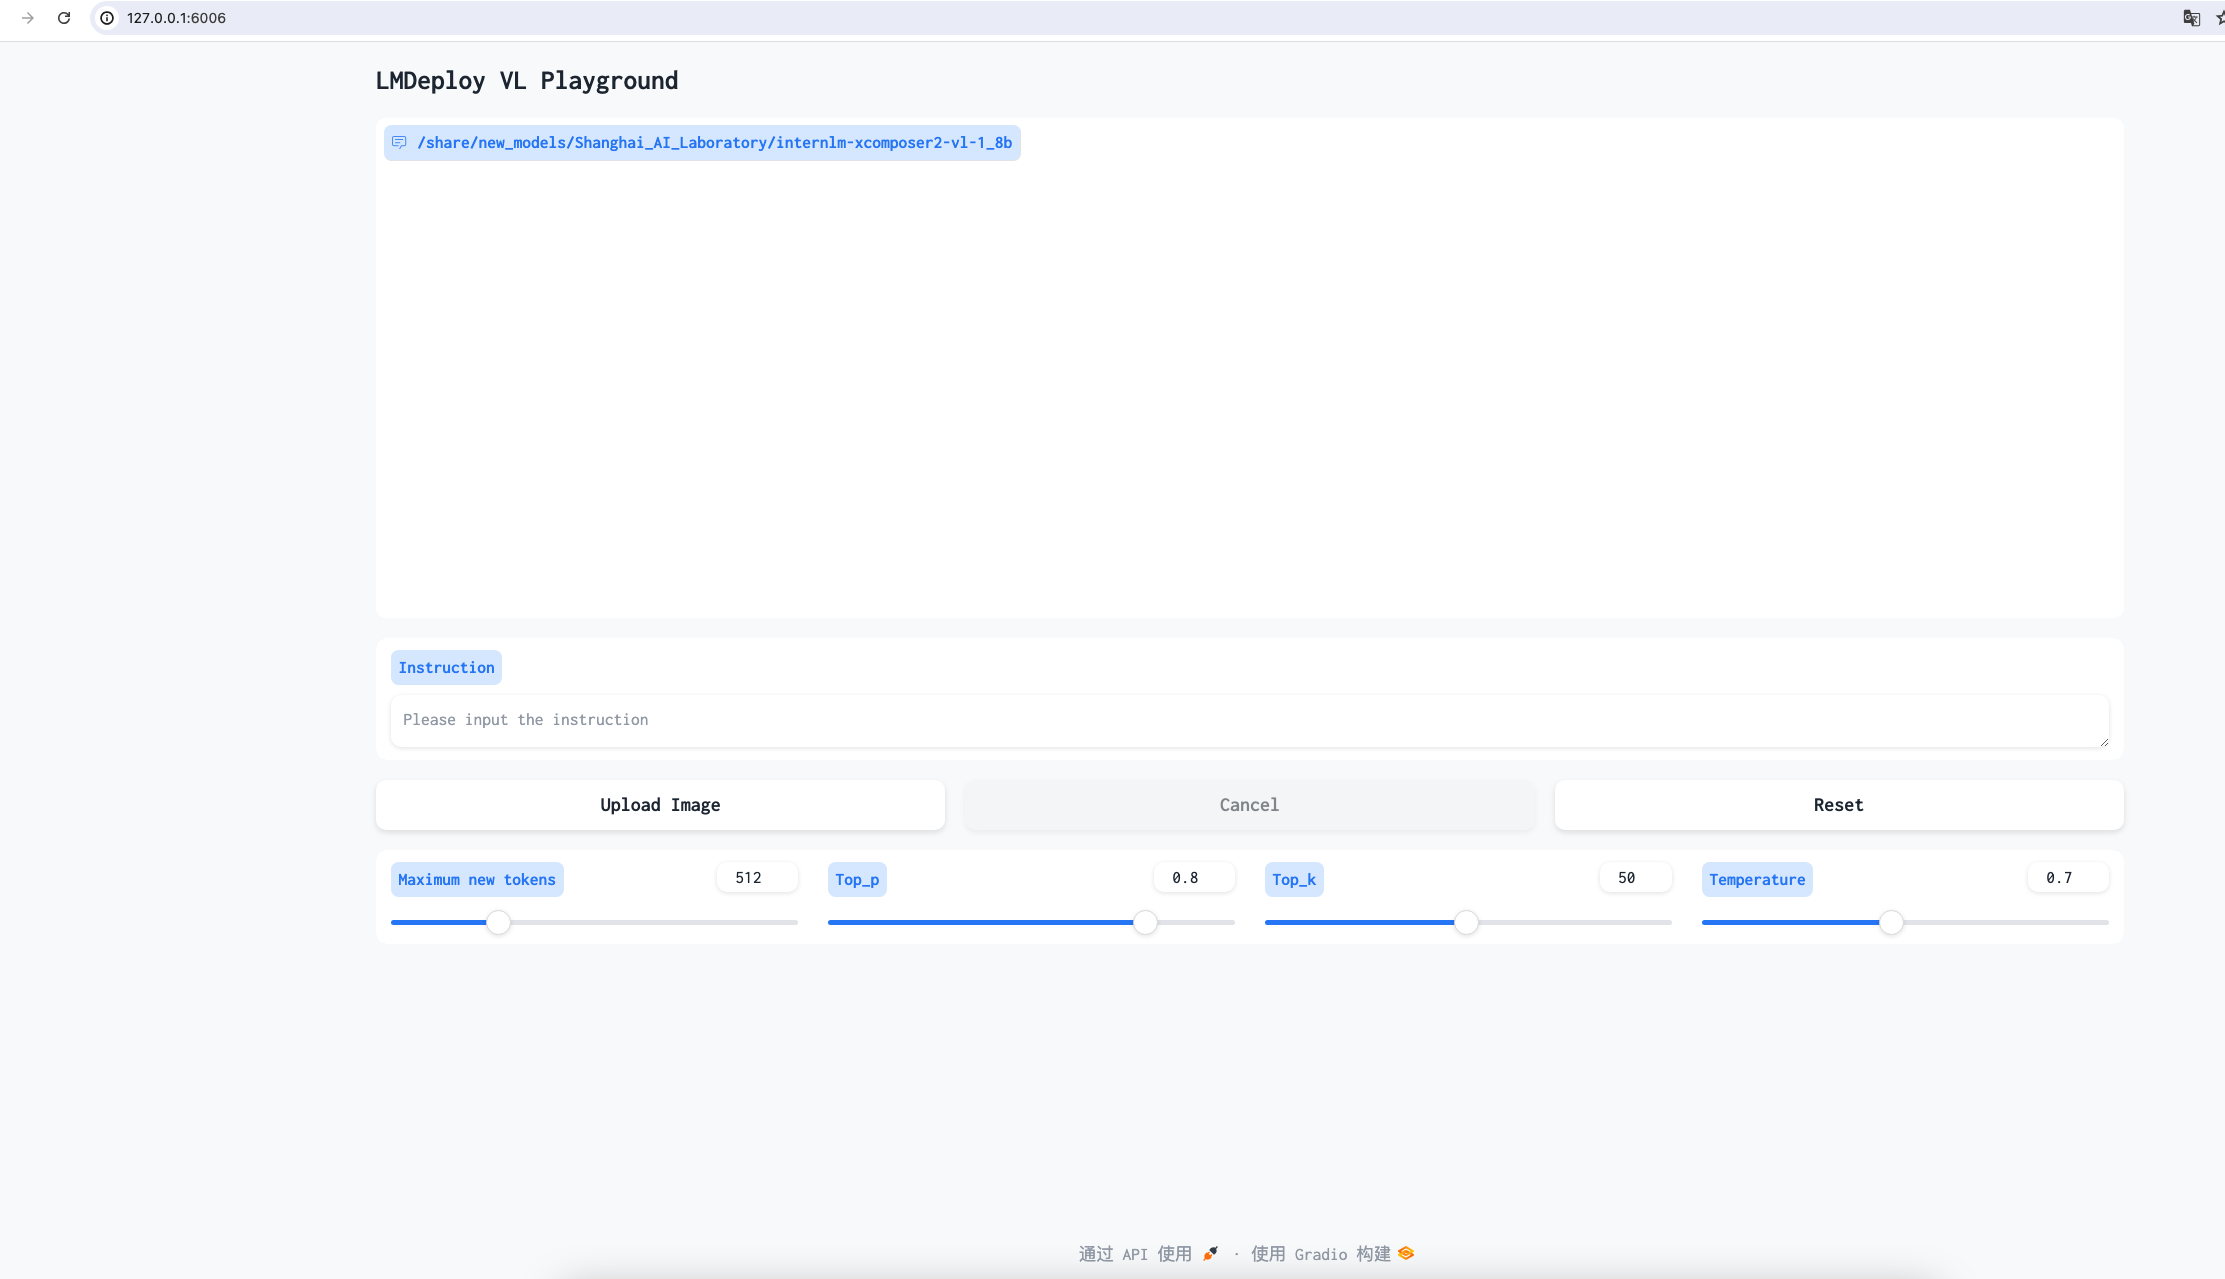 127.0.0.1:6006
LMDeploy VL Playground
/share/new_models/Shanghai_AI_Laboratory/internlm-xcomposer2-vl-1_8b
Instruction
Please input the instruction
Upload Image Cancel Reset
Maximum new tokens 512 Top_p 0.8 Top_k 50 Temperature 0.7
通过 API 使用 · 使用 Gradio 构建